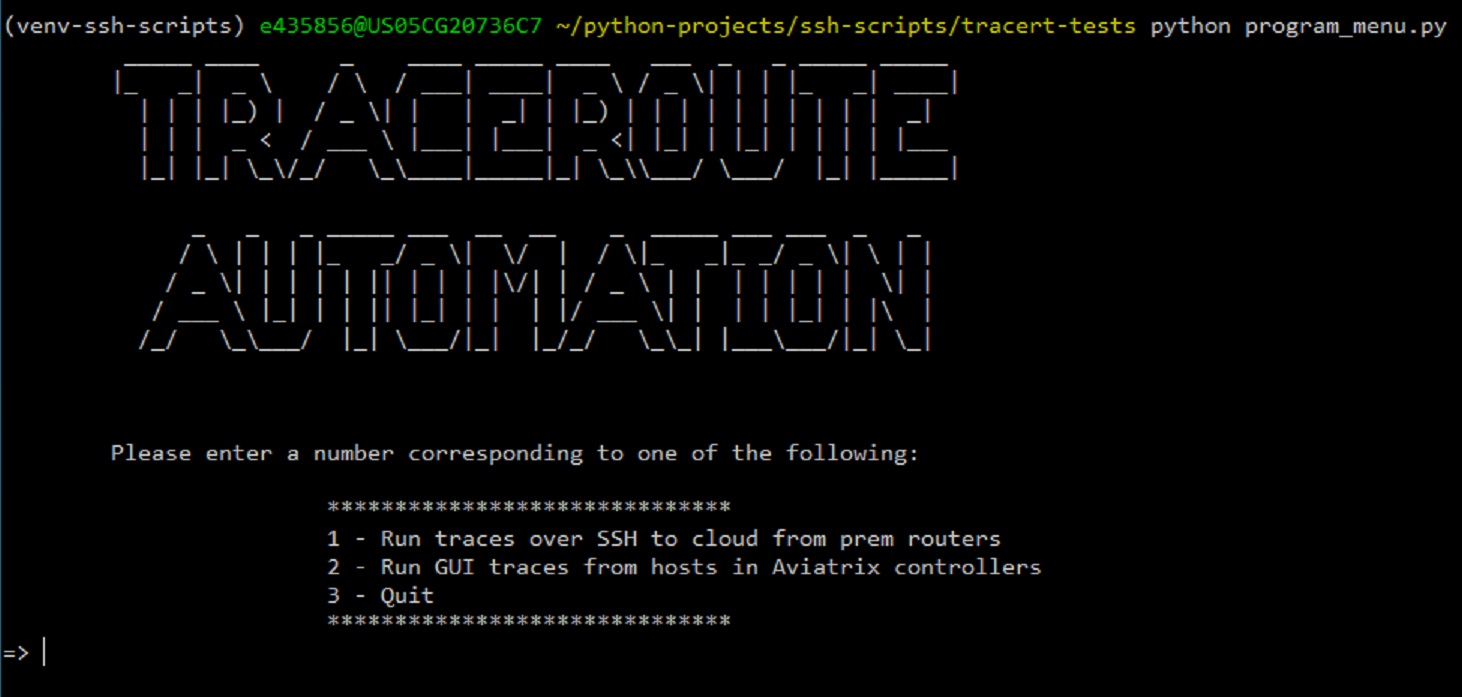 (venv-ssh-scripts) e435856@US05CG20736C7 ~/python-projects/ssh-scripts/tracert-tests python program_menu.py
TRACEROUTE
AUTOMATION
Please enter a number corresponding to one of the following:
******************************
1 - Run traces over SSH to cloud from prem routers
2 - Run GUI traces from hosts in Aviatrix controllers
3 - Quit
******************************
=>